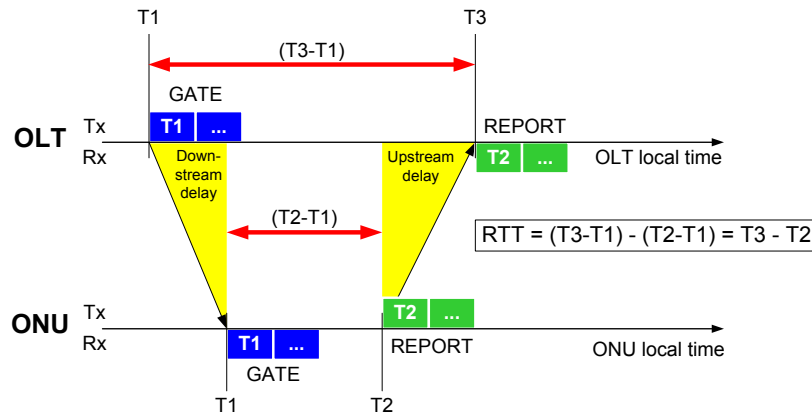 T1
T3
(T3-T1)
GATE
OLT
Tx
T1
...
REPORT
Rx
Down-
stream
delay
Upstream
delay
T2
...
OLT local time
(T2-T1)
RTT = (T3-T1) - (T2-T1) = T3 - T2
ONU
Tx
T2
...
Rx
T1
...
REPORT
ONU local time
GATE
T1
T2